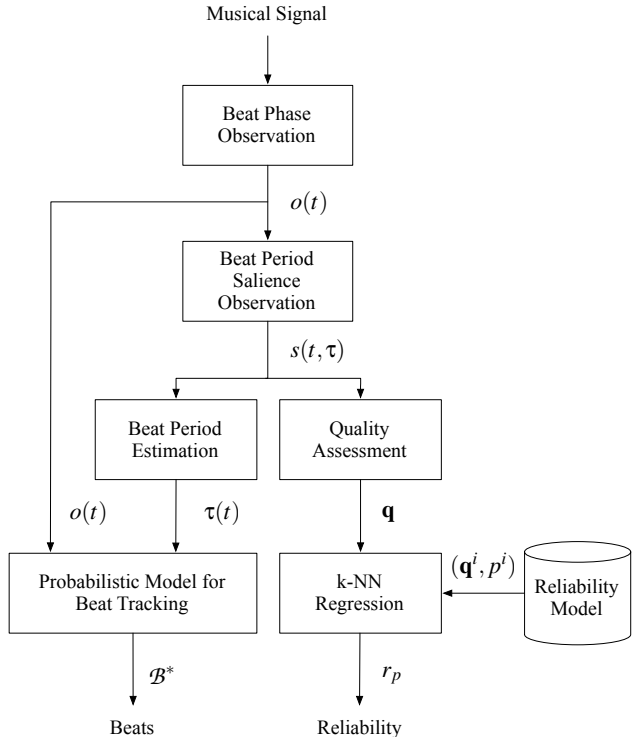 Musical Signal
Beat Phase
Observation
o(t)
Beat Period
Salience
Observation
s(t, τ)
Beat Period
Estimation
Quality
Assessment
o(t)
τ(t)
q
Probabilistic Model for
Beat Tracking
k-NN
Regression
(q^i, p^i)
Reliability
Model
ℬ*
r_p
Beats
Reliability